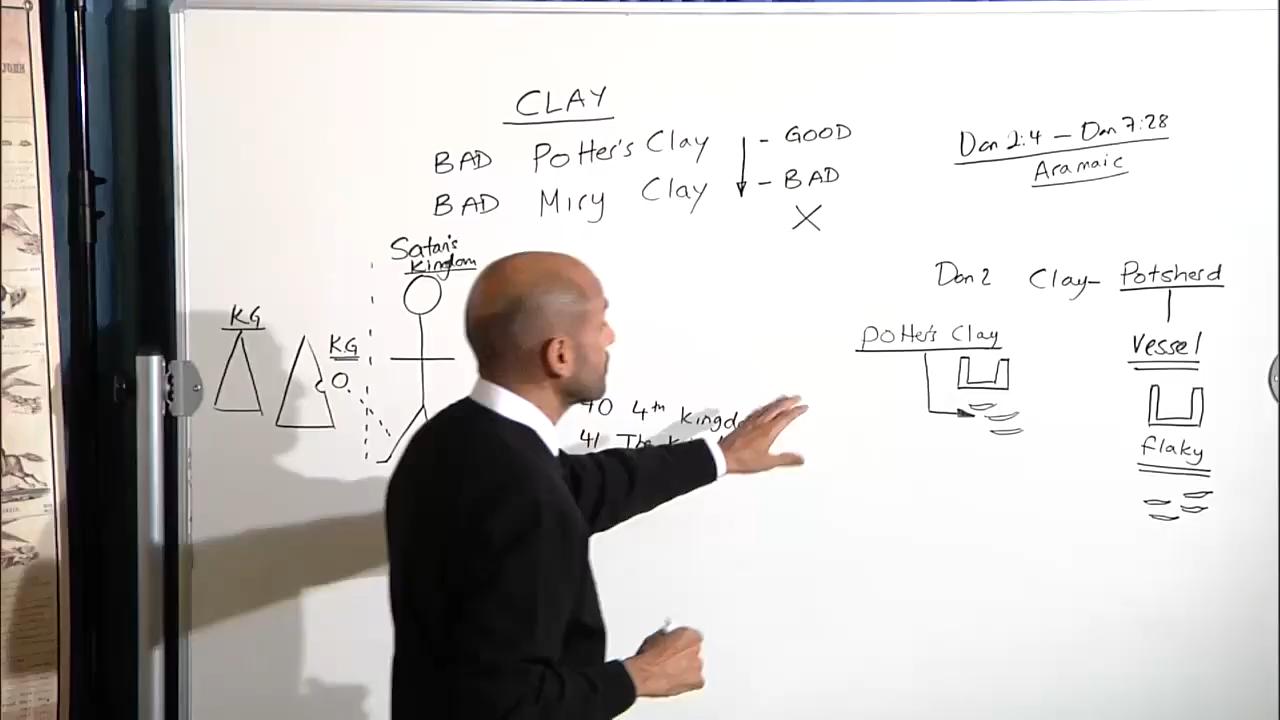 CLAY
BAD Potter's Clay - GOOD
BAD Miry Clay - BAD
X
Dan 2:4 - Dan 7:28
Aramaic
Satan's
Kingdom
KG
KG
40 4th
41
Dan 2 Clay- Potsherd
Potter's Clay
Vessel
flaky